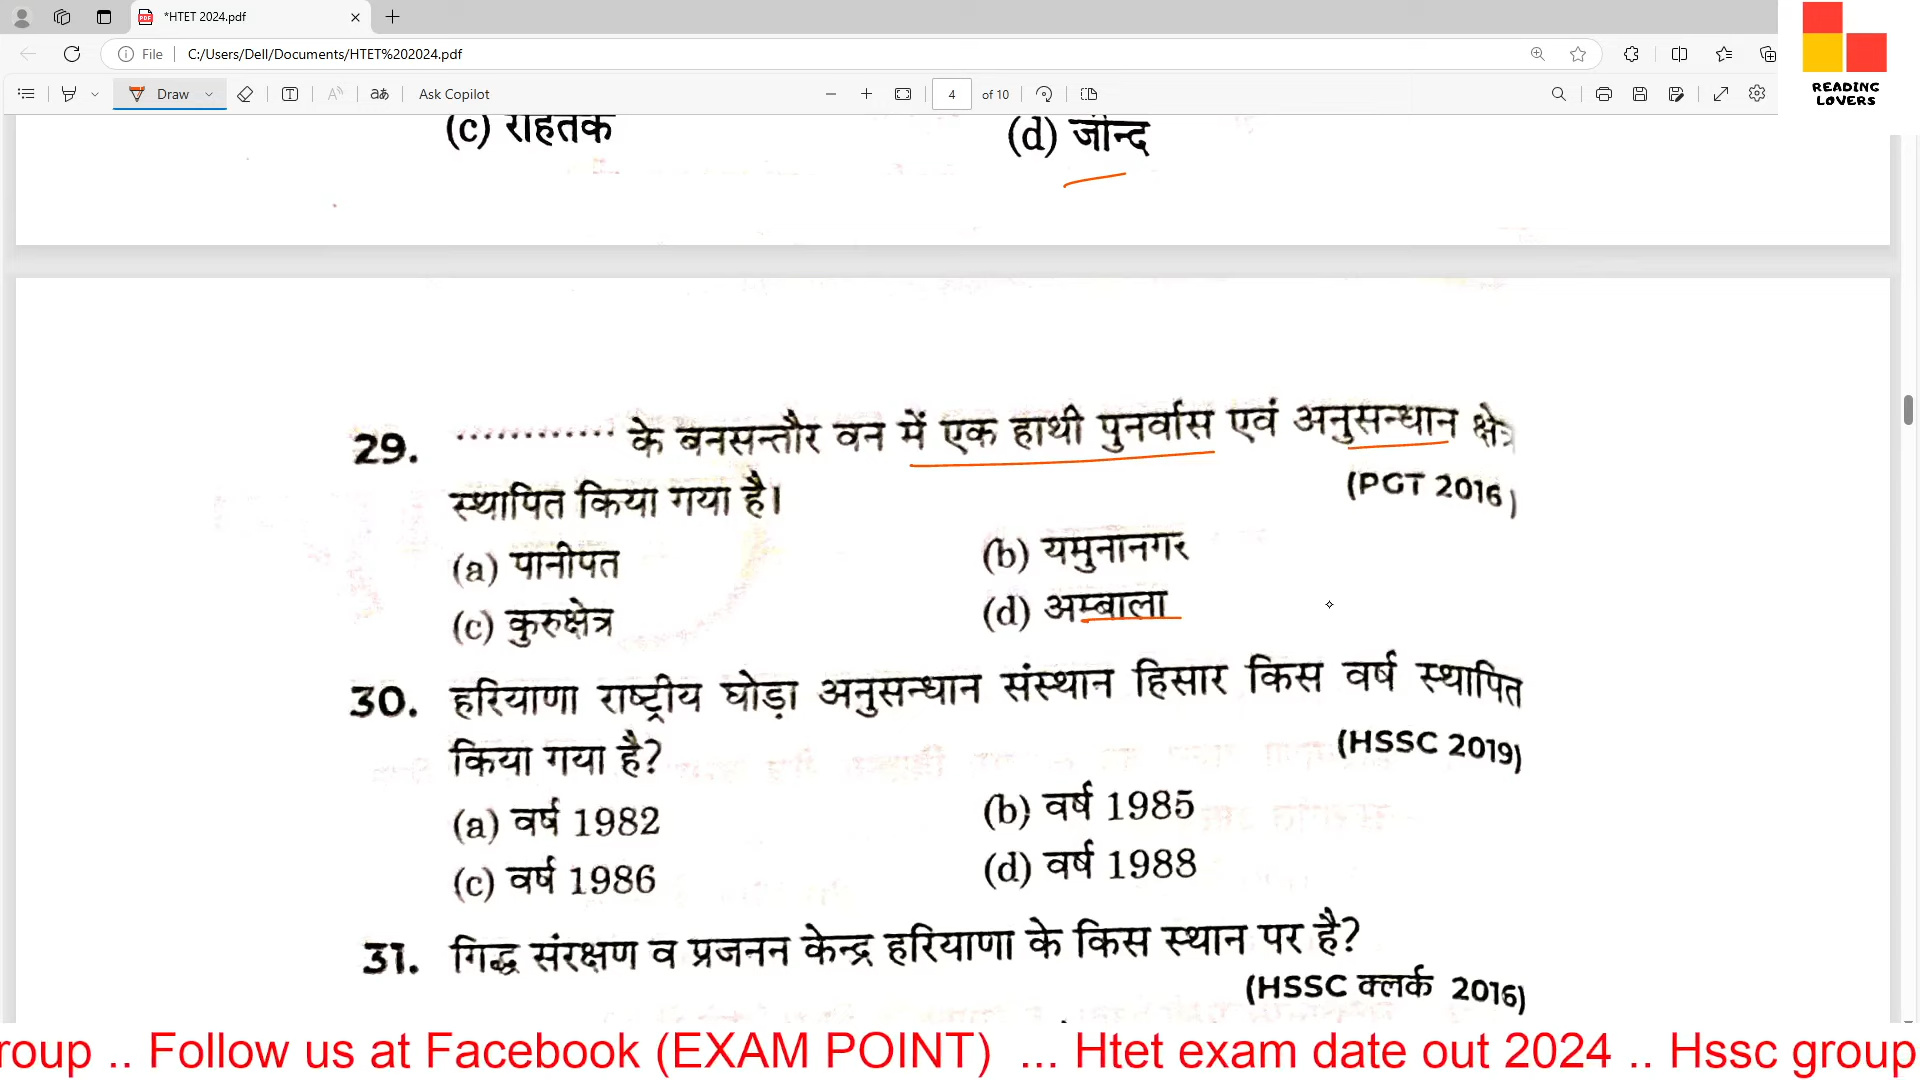 *HTET 2024.pdf
File
C:/Users/Dell/Documents/HTET%202024.pdf
READING
LOVERS
Draw
Ask Copilot
4 of 10
(c) रोहतक
(d) जीन्द
29. ............ के बनसन्तौर वन में एक हाथी पुनर्वास एवं अनुसन्धान क्षेत्र
स्थापित किया गया है।
(PGT 2016)
(a) पानीपत
(b) यमुनानगर
(c) कुरुक्षेत्र
(d) अम्बाला
30. हरियाणा राष्ट्रीय घोड़ा अनुसन्धान संस्थान हिसार किस वर्ष स्थापित
किया गया है?
(HSSC 2019)
(a) वर्ष 1982
(b) वर्ष 1985
(c) वर्ष 1986
(d) वर्ष 1988
31. गिद्ध संरक्षण व प्रजनन केन्द्र हरियाणा के किस स्थान पर है?
(HSSC क्लर्क 2016)
roup .. Follow us at Facebook (EXAM POINT) ... Htet exam date out 2024 .. Hssc group